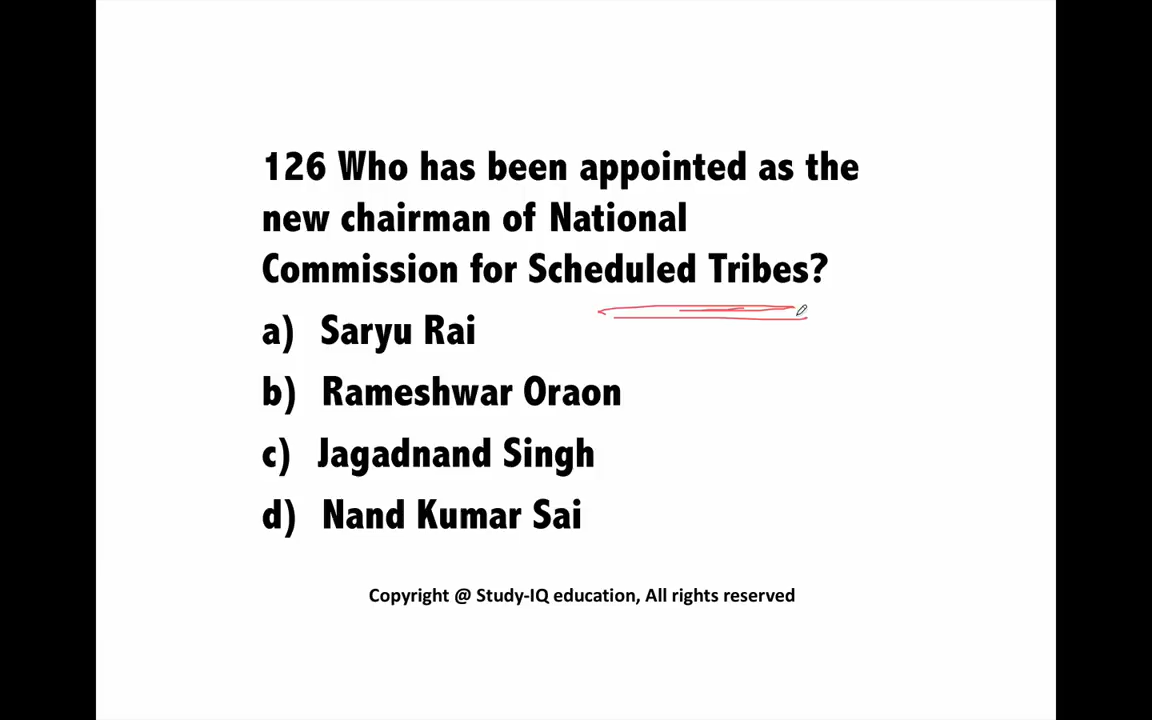 126 Who has been appointed as the
new chairman of National
Commission for Scheduled Tribes?
a) Saryu Rai
b) Rameshwar Oraon
c) Jagadnand Singh
d) Nand Kumar Sai
Copyright @ Study-IQ education, All rights reserved